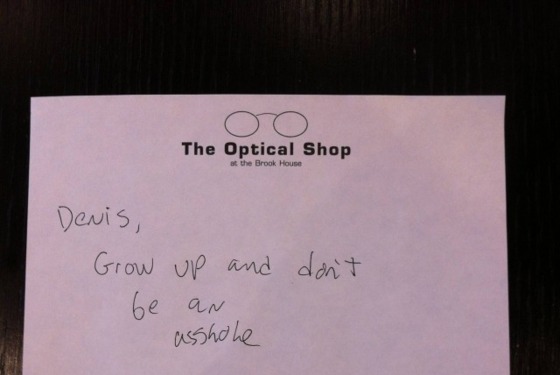 The Optical Shop
at the Brook House
Denis,
Grow up and don't
be an
asshole